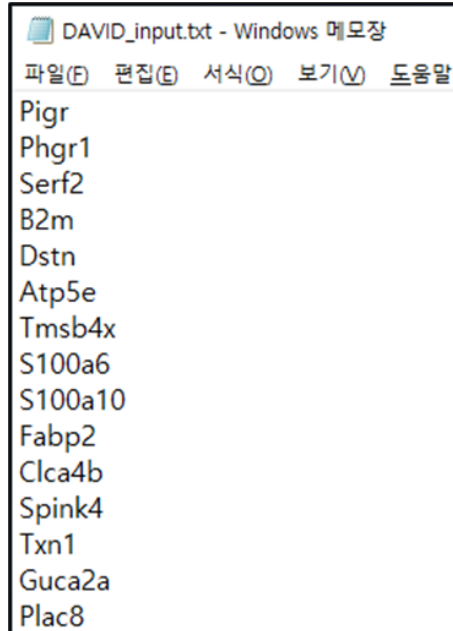 DAVID_input.txt - Windows 메모장
파일(F) 편집(E) 서식(O) 보기(V) 도움말
Pigr
Phgr1
Serf2
B2m
Dstn
Atp5e
Tmsb4x
S100a6
S100a10
Fabp2
Clca4b
Spink4
Txn1
Guca2a
Plac8